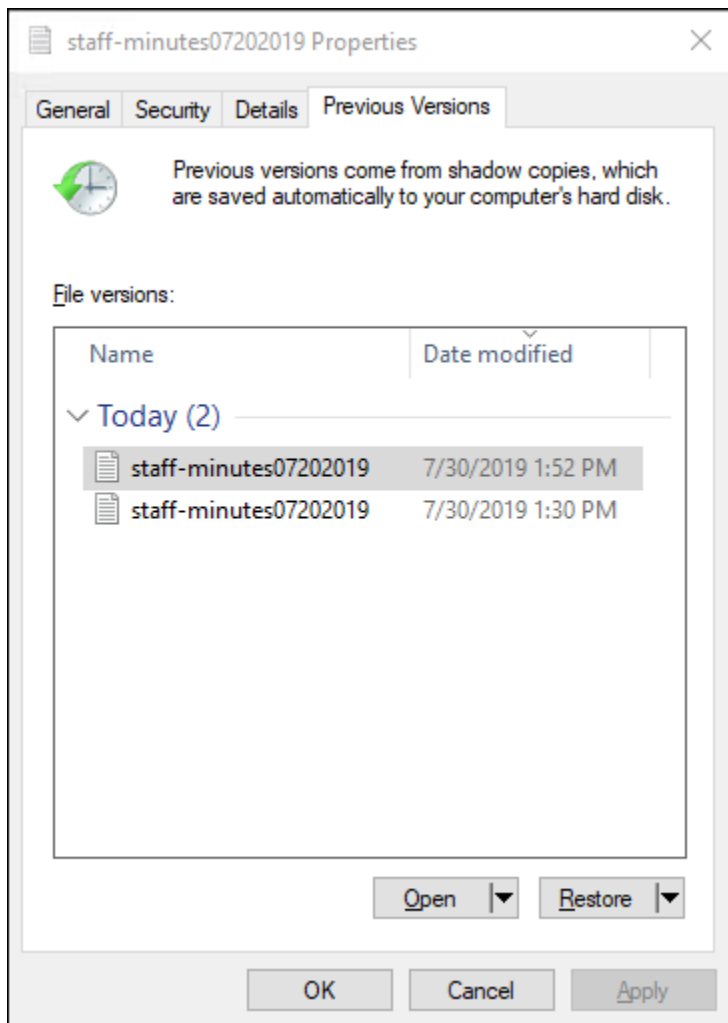 staff-minutes07202019 Properties
General Security Details Previous Versions
Previous versions come from shadow copies, which
are saved automatically to your computer's hard disk.
File versions:
Name Date modified
Today (2)
staff-minutes07202019 7/30/2019 1:52 PM
staff-minutes07202019 7/30/2019 1:30 PM
Open Restore
OK Cancel Apply